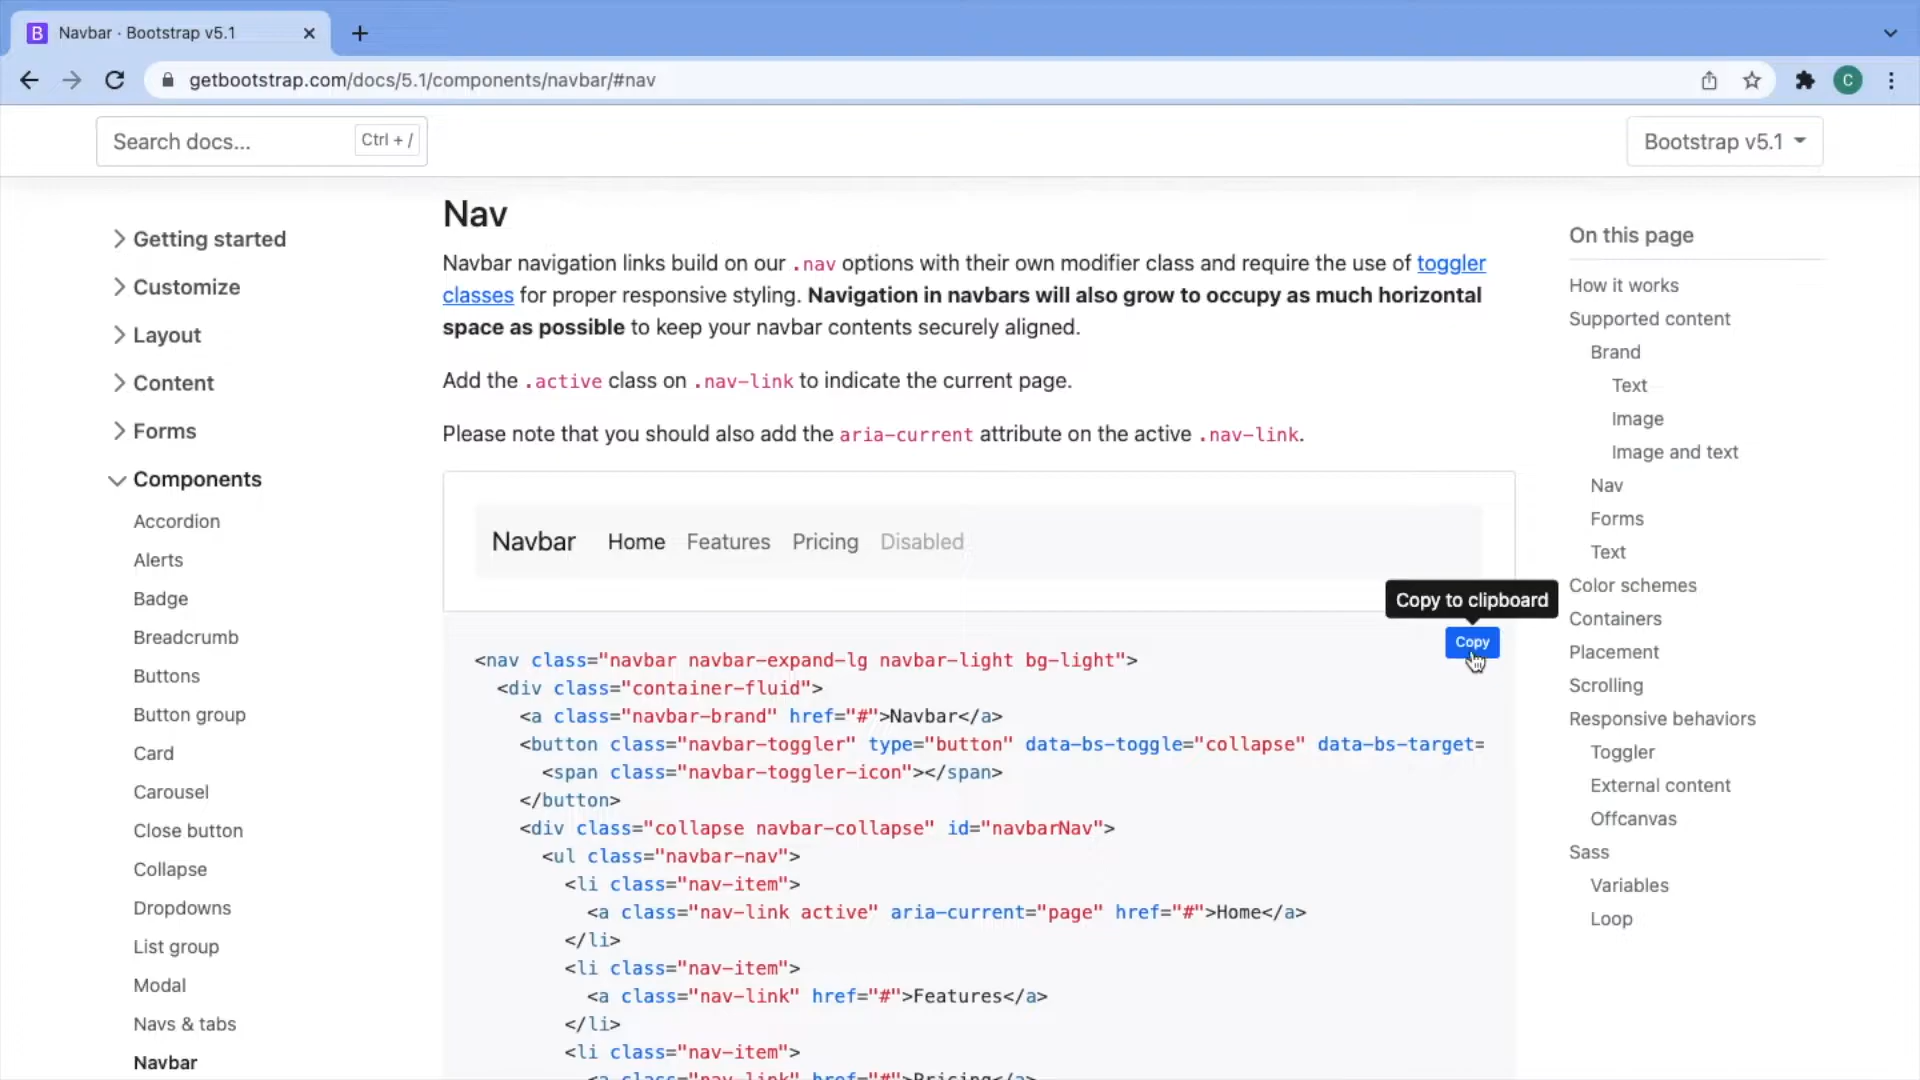 Navbar · Bootstrap v5.1
getbootstrap.com/docs/5.1/components/navbar/#nav
C
Search docs...
Ctrl + /
Bootstrap v5.1
Getting started
Customize
Layout
Content
Forms
Components
Accordion
Alerts
Badge
Breadcrumb
Buttons
Button group
Card
Carousel
Close button
Collapse
Dropdowns
List group
Modal
Navs & tabs
Navbar
Nav
Navbar navigation links build on our .nav options with their own modifier class and require the use of toggler
classes for proper responsive styling. Navigation in navbars will also grow to occupy as much horizontal
space as possible to keep your navbar contents securely aligned.
Add the .active class on .nav-link to indicate the current page.
Please note that you should also add the aria-current attribute on the active .nav-link.
Navbar Home Features Pricing Disabled
Copy to clipboard
Copy
<nav class="navbar navbar-expand-lg navbar-light bg-light">
<div class="container-fluid">
<a class="navbar-brand" href="#">Navbar</a>
<button class="navbar-toggler" type="button" data-bs-toggle="collapse" data-bs-target=
<span class="navbar-toggler-icon"></span>
</button>
<div class="collapse navbar-collapse" id="navbarNav">
<ul class="navbar-nav">
<li class="nav-item">
<a class="nav-link active" aria-current="page" href="#">Home</a>
</li>
<li class="nav-item">
<a class="nav-link" href="#">Features</a>
</li>
<li class="nav-item">
<a class="nav-link" href="#">Pricing</a>
On this page
How it works
Supported content
Brand
Text
Image
Image and text
Nav
Forms
Text
Color schemes
Containers
Placement
Scrolling
Responsive behaviors
Toggler
External content
Offcanvas
Sass
Variables
Loop